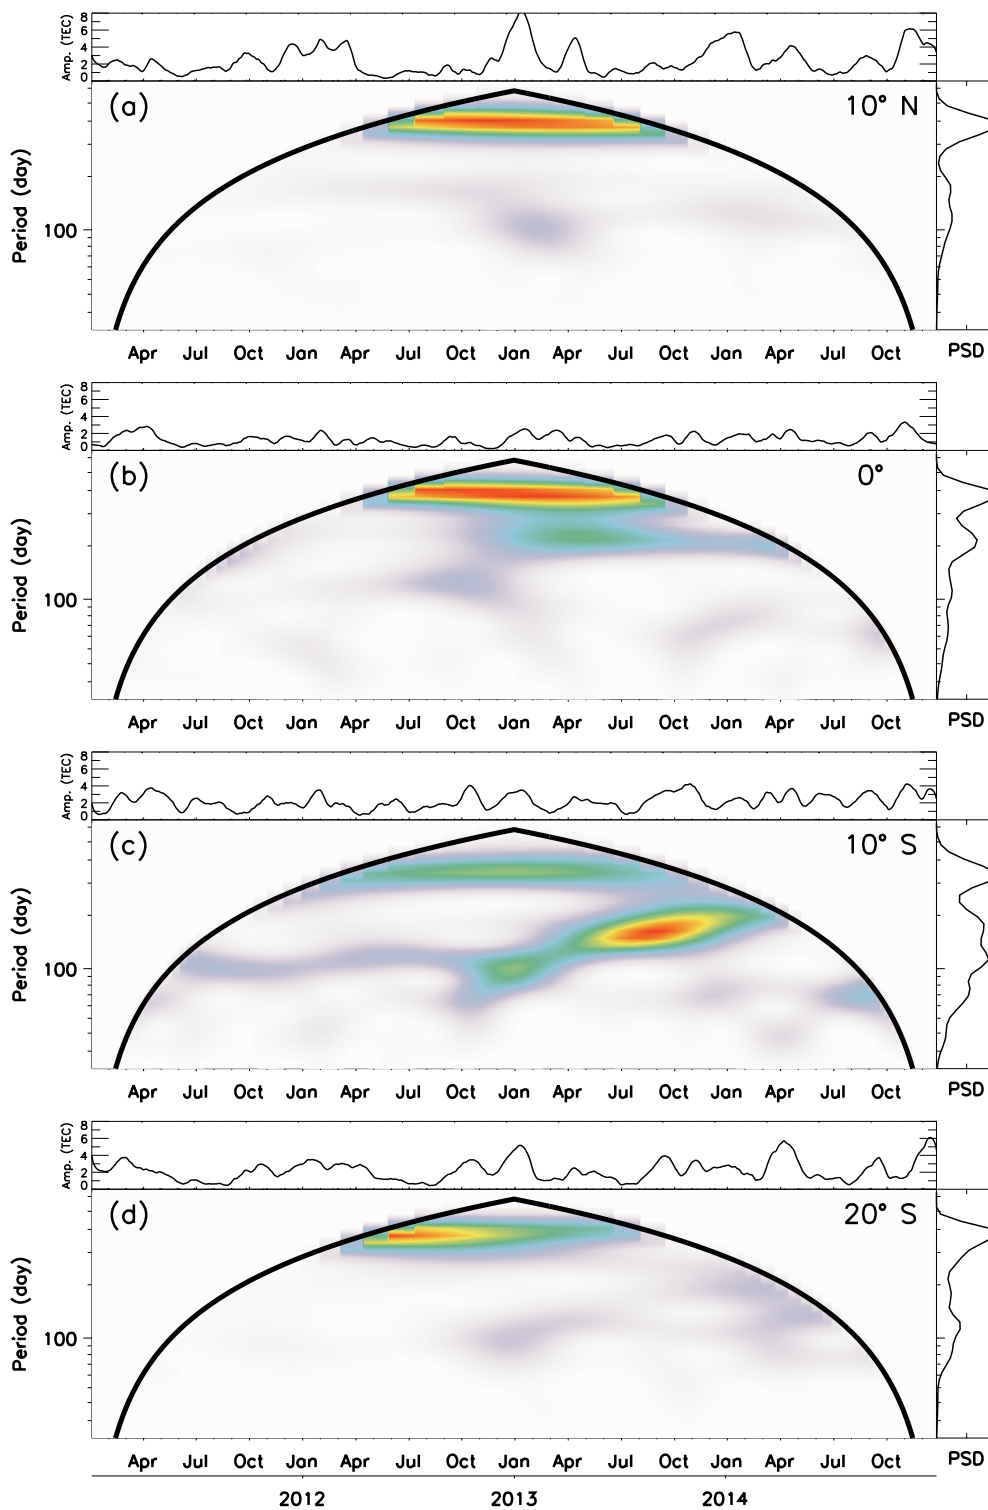 8
6
4
2
0
Amp. (TEC)
(a)
10° N
Period (day)
100
Apr Jul Oct Jan Apr Jul Oct Jan Apr Jul Oct Jan Apr Jul Oct PSD
8
6
4
2
0
Amp. (TEC)
(b)
0°
Period (day)
100
Apr Jul Oct Jan Apr Jul Oct Jan Apr Jul Oct Jan Apr Jul Oct PSD
8
6
4
2
0
Amp. (TEC)
(c)
10° S
Period (day)
100
Apr Jul Oct Jan Apr Jul Oct Jan Apr Jul Oct Jan Apr Jul Oct PSD
8
6
4
2
0
Amp. (TEC)
(d)
20° S
Period (day)
100
Apr Jul Oct Jan Apr Jul Oct Jan Apr Jul Oct Jan Apr Jul Oct PSD
2012 2013 2014